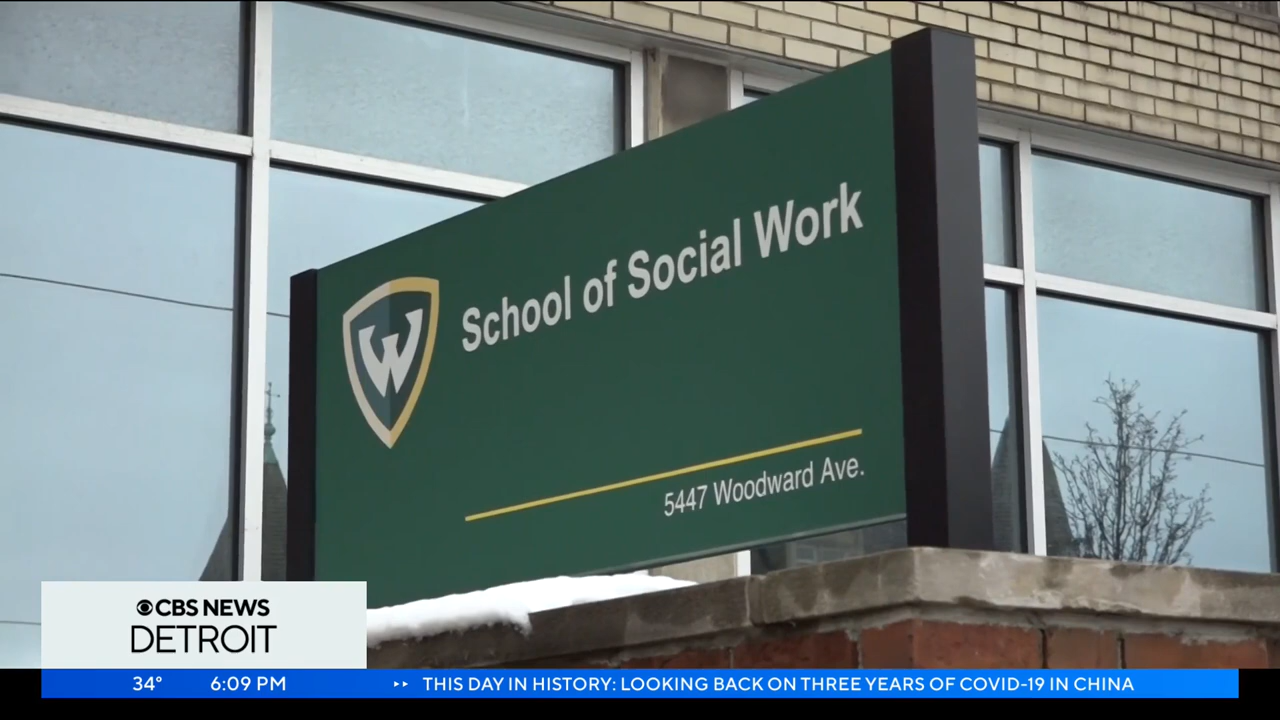 W
School of Social Work
5447 Woodward Ave.
CBS NEWS
DETROIT
34° 6:09 PM THIS DAY IN HISTORY: LOOKING BACK ON THREE YEARS OF COVID-19 IN CHINA